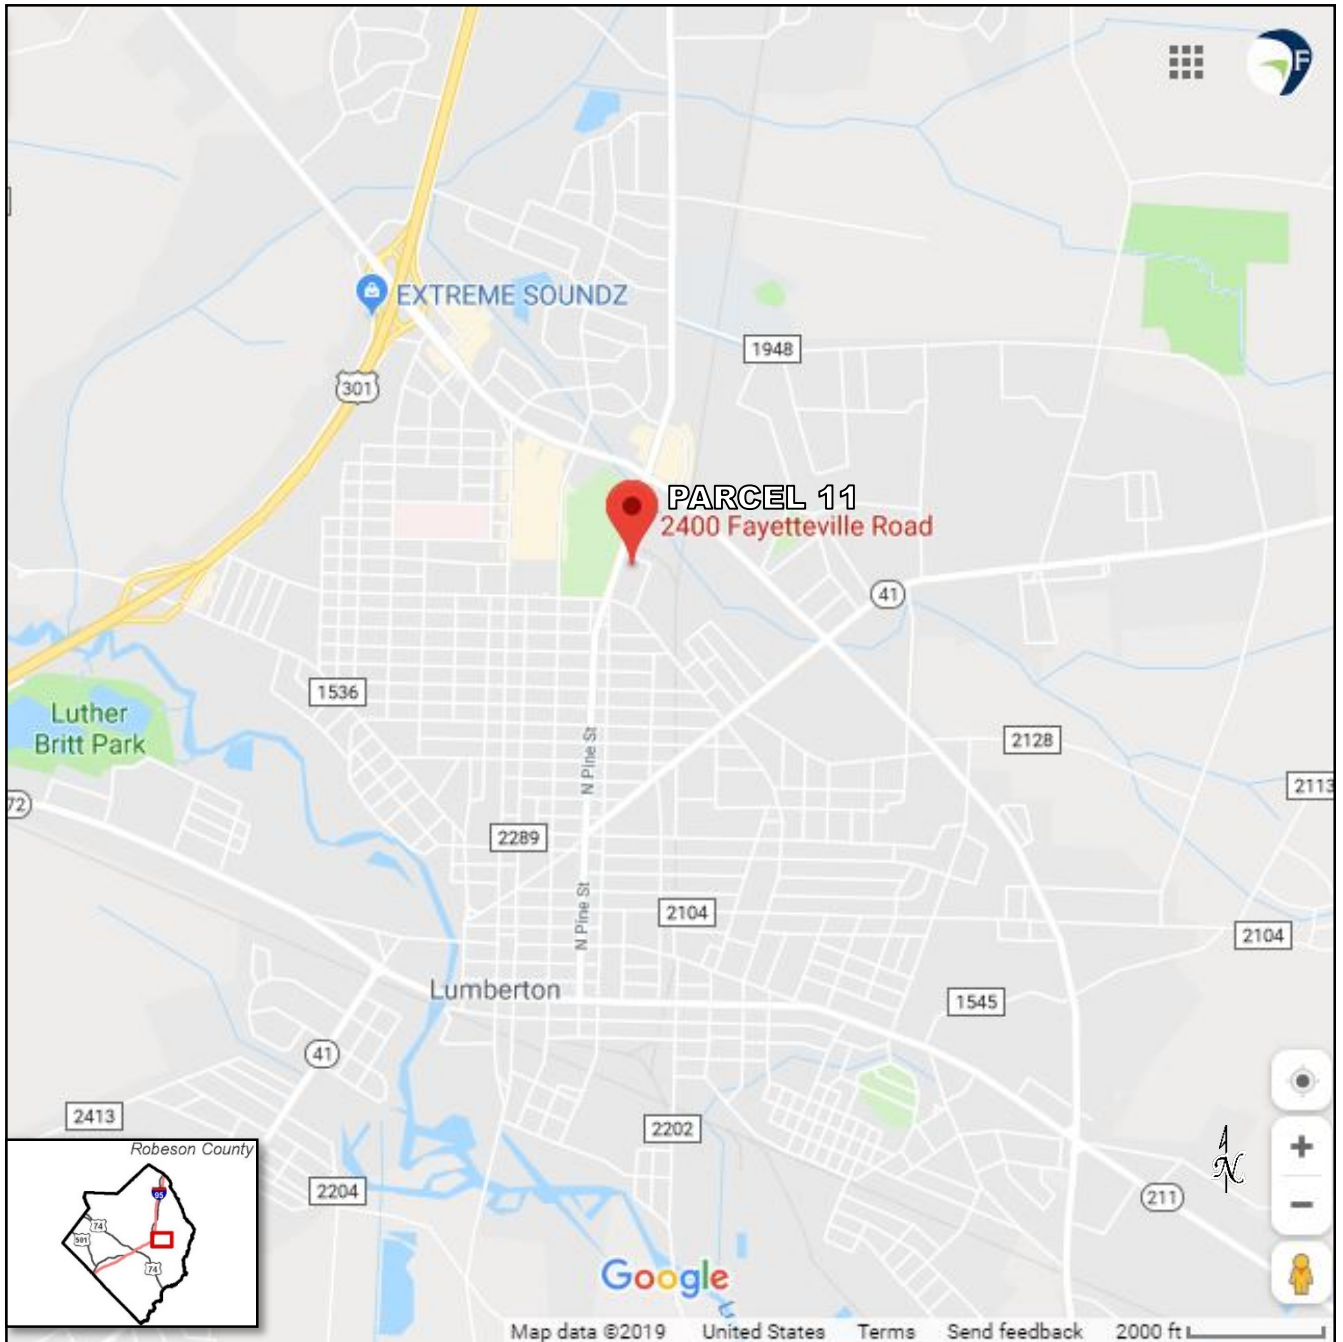 F
EXTREME SOUNDZ
1948
301
PARCEL 11
2400 Fayetteville Road
41
1536
Luther
Britt Park
2128
2113
72
N Pine St
2289
N Pine St
2104
2104
Lumberton
1545
41
2413
2202
Robeson County
N
95
2204
211
74
501
74
Google
Map data ©2019 United States Terms Send feedback 2000 ft